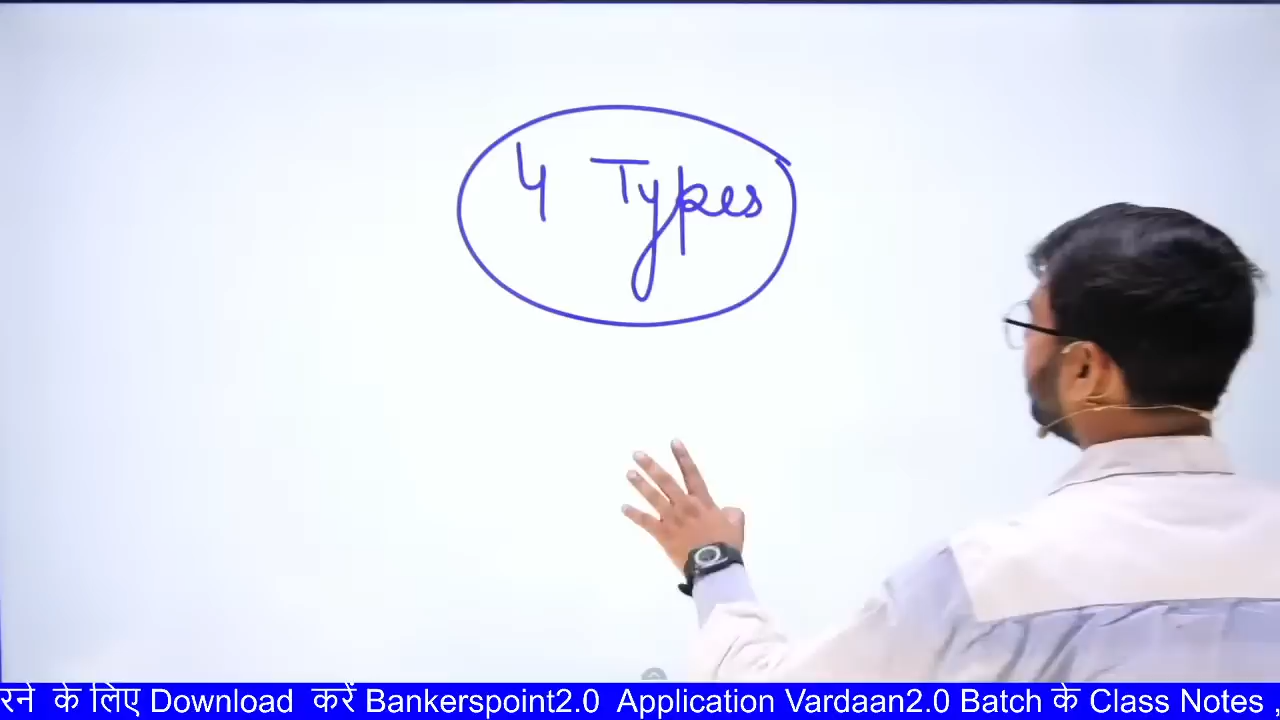 4 Types
रने के लिए Download करें Bankerspoint2.0 Application Vardaan2.0 Batch के Class Notes ,